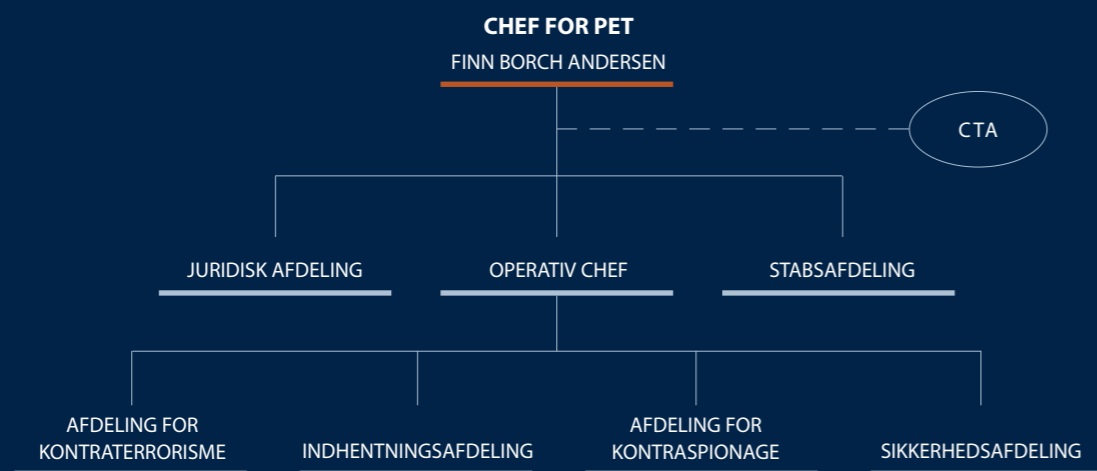 CHEF FOR PET
FINN BORCH ANDERSEN
CTA
JURIDISK AFDELING
OPERATIV CHEF
STABSAFDELING
AFDELING FOR
KONTRATERRORISME
INDHENTNINGSAFDELING
AFDELING FOR
KONTRASPIONAGE
SIKKERHEDSAFDELING